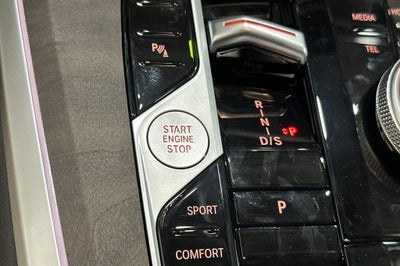 MEDIA
TEL
P
START
ENGINE
STOP
R
N
D/S
P
P
SPORT
COMFORT